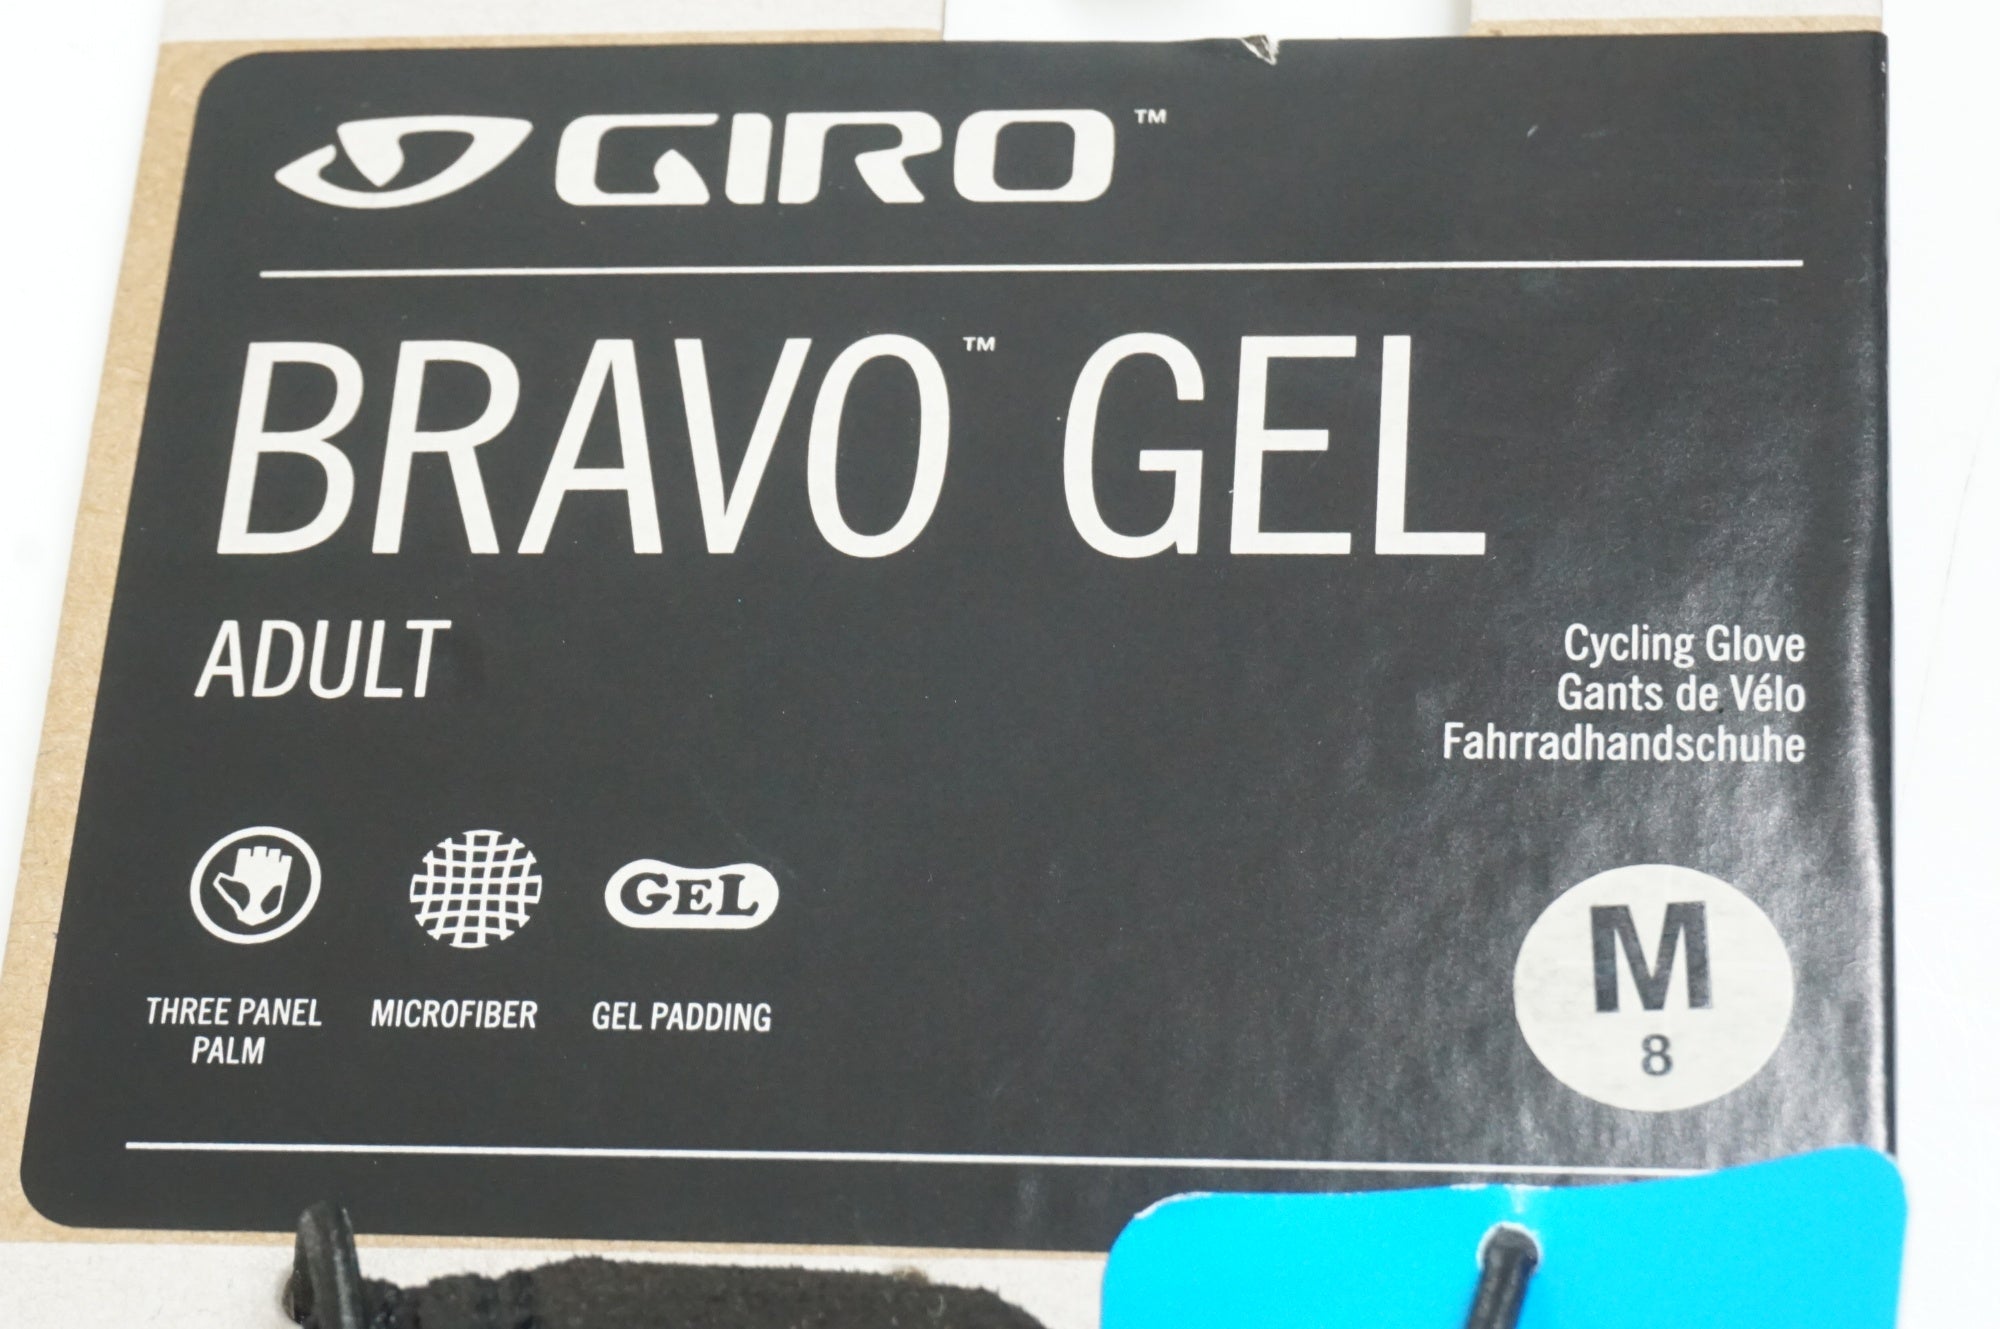 GIRO™
BRAVO™ GEL
ADULT
Cycling Glove
Gants de Vélo
Fahrradhandschuhe
GEL
THREE PANEL
PALM
MICROFIBER
GEL PADDING
M
8